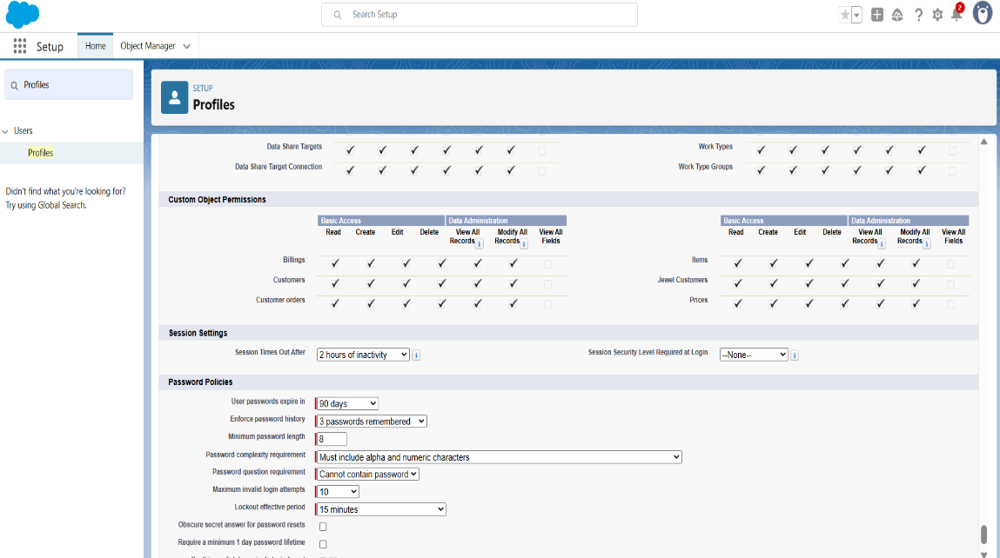 Search Setup
2
Setup
Home
Object Manager
Profiles
Users
Profiles
Didn't find what you're looking for?
Try using Global Search.
SETUP
Profiles
Data Share Targets
Work Types
Data Share Target Connection
Work Type Groups
Custom Object Permissions
Basic Access Data Administration
Basic Access Data Administration
Read Create Edit Delete View All Records Modify All Records View All Fields
Read Create Edit Delete View All Records Modify All Records View All Fields
Billings
Items
Customers
Jewel Customers
Customer orders
Prices
Session Settings
Session Times Out After 2 hours of inactivity
Session Security Level Required at Login --None--
Password Policies
User passwords expire in 90 days
Enforce password history 3 passwords remembered
Minimum password length 8
Password complexity requirement Must include alpha and numeric characters
Password question requirement Cannot contain password
Maximum invalid login attempts 10
Lockout effective period 15 minutes
Obscure secret answer for password resets
Require a minimum 1 day password lifetime